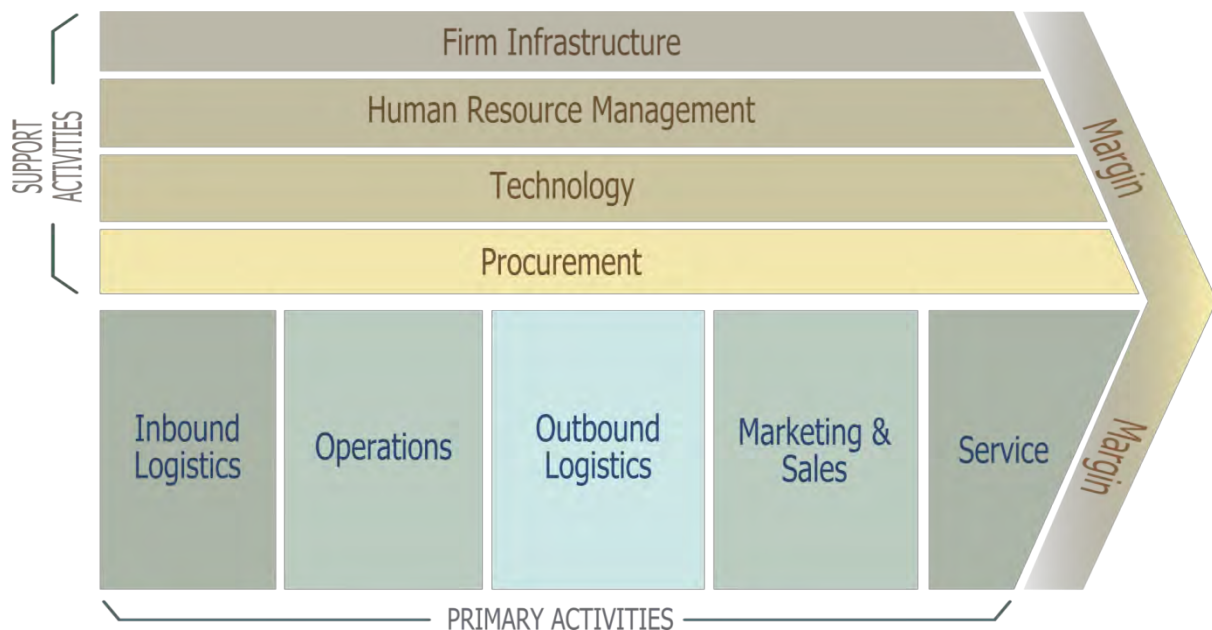 Firm Infrastructure
Human Resource Management
Technology
Procurement
SUPPORT
ACTIVITIES
Margin
Margin
Inbound
Logistics
Operations
Outbound
Logistics
Marketing &
Sales
Service
PRIMARY ACTIVITIES